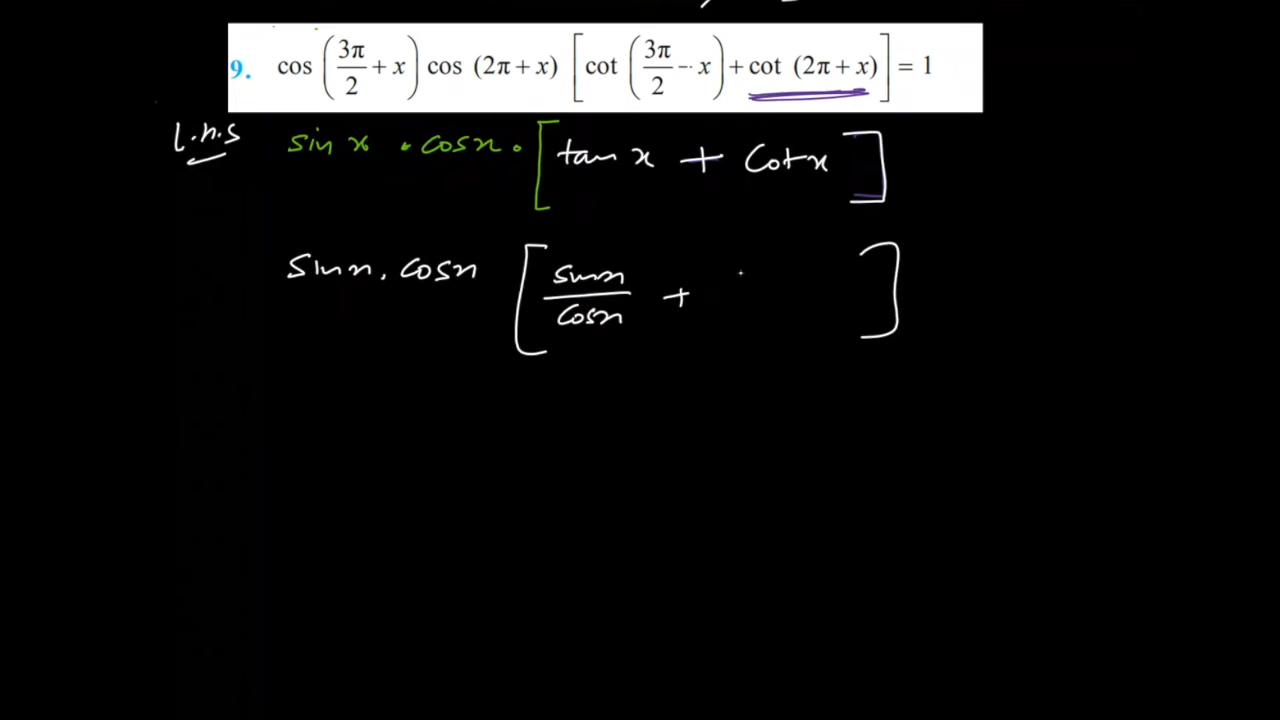 9. cos (3π/2 + x) cos (2π + x) [cot (3π/2 - x) + cot (2π + x)] = 1
L.h.s sin x . cos x . [tan x + Cot x]
sin x . cos x [sin x/cos x + ]